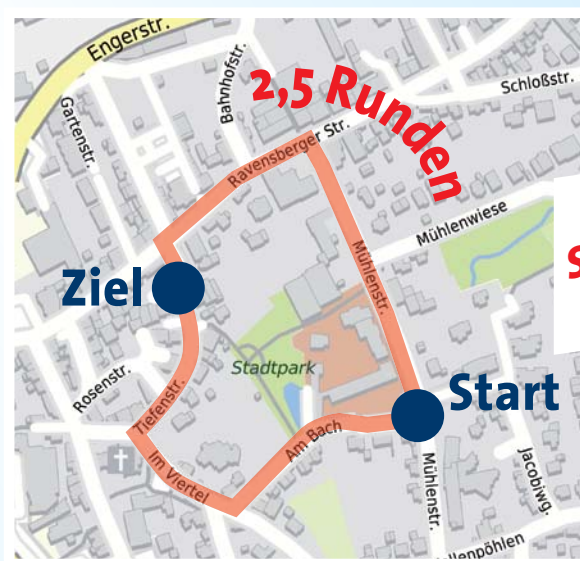 Engerstr.
Gartenstr.
Bahnhofstr.
2,5 Runden
Schloßstr.
Ravensberger Str.
Mühlenwiese
Mühlenstr.
Ziel
Stadtpark
Rosenstr.
Tiefenstr.
Start
Am Bach
Im Viertel
Mühlenstr.
Jacobiwg.